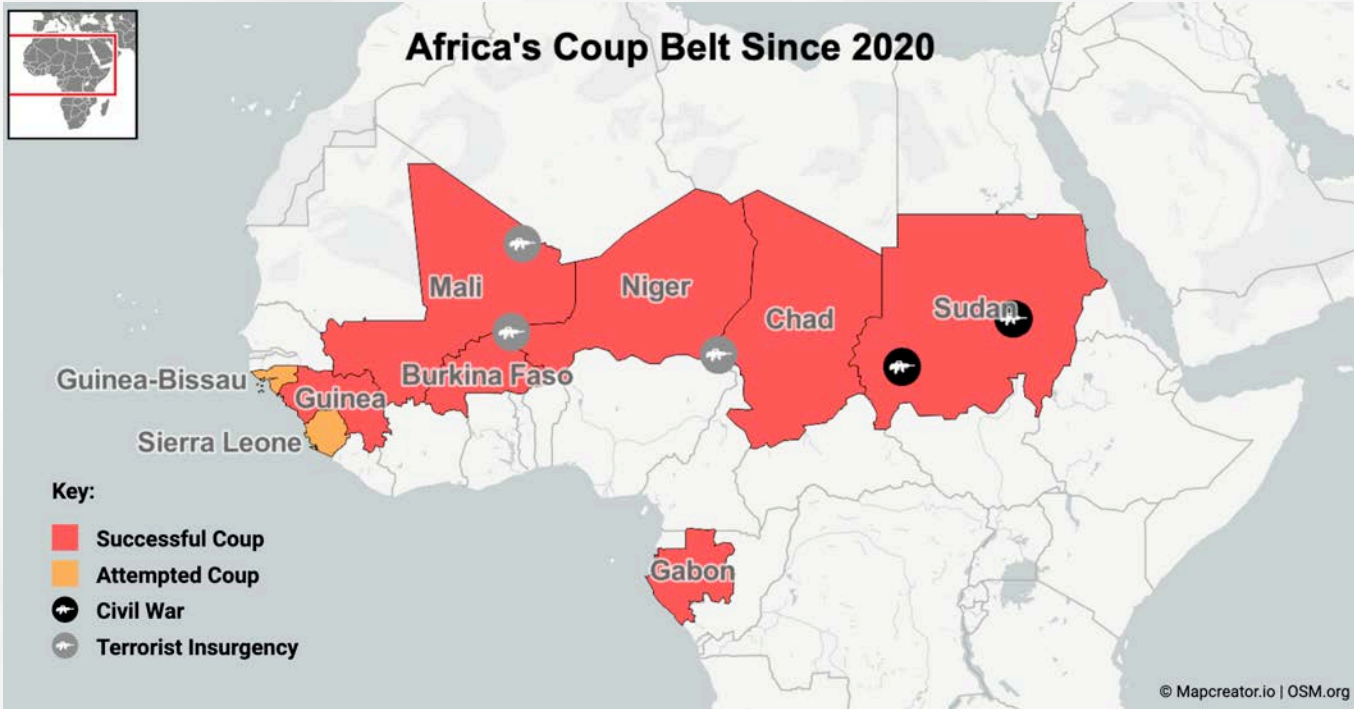 Africa's Coup Belt Since 2020
Mali
Niger
Chad
Sudan
Guinea-Bissau
Guinea
Burkina Faso
Sierra Leone
Gabon
Key:
Successful Coup
Attempted Coup
Civil War
Terrorist Insurgency
© Mapcreator.io | OSM.org